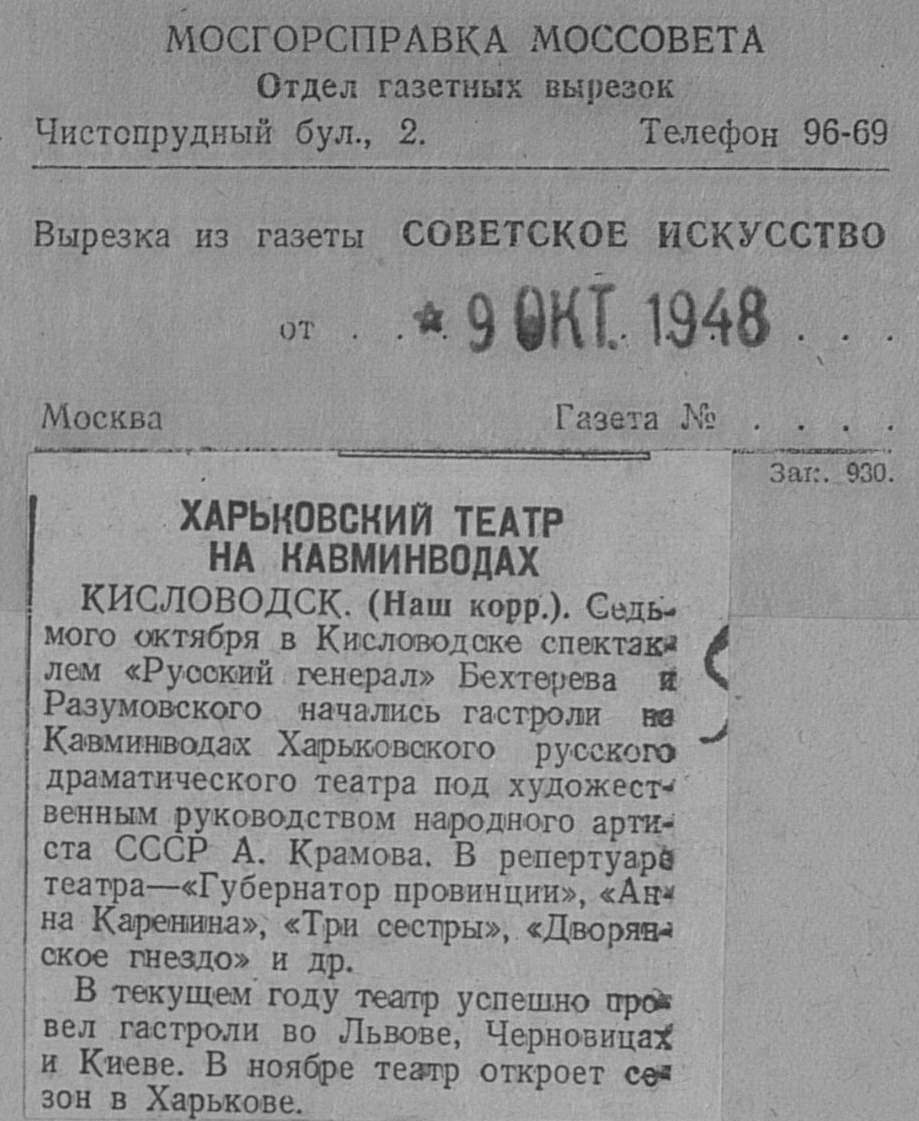 МОСГОРСПРАВКА МОССОВЕТА
Отдел газетных вырезок
Чистопрудный бул., 2. Телефон 96-69
Вырезка из газеты СОВЕТСКОЕ ИСКУССТВО
от . . ★ 9 ОКТ. 1948 . . .
Москва Газета № . . . .
Зак. 930.
ХАРЬКОВСКИЙ ТЕАТР
НА КАВМИНВОДАХ
КИСЛОВОДСК. (Наш корр.). Седь-
мого октября в Кисловодске спектак-
лем «Русский генерал» Бехтерева и
Разумовского начались гастроли на
Кавминводах Харьковского русского
драматического театра под художест-
венным руководством народного арти-
ста СССР А. Крамова. В репертуаре
театра—«Губернатор провинции», «Ан-
на Каренина», «Три сестры», «Дворян-
ское гнездо» и др.
В текущем году театр успешно про-
вел гастроли во Львове, Черновицах
и Киеве. В ноябре театр откроет се-
зон в Харькове.